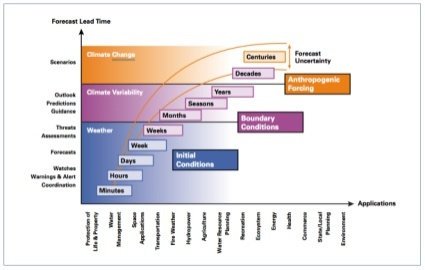 Forecast Lead Time
Climate Change
Centuries
Forecast
Uncertainty
Scenarios
Decades
Anthropogenic
Forcing
Climate Variability
Years
Outlook
Predictions
Guidance
Seasons
Months
Boundary
Conditions
Threats
Assessments
Weather
Weeks
Forecasts
Week
Initial
Conditions
Days
Watches
Warnings & Alert
Coordination
Hours
Minutes
Applications
Protection of
Life & Property
Water
Management
Space
Applications
Transportation
Fire Weather
Hydropower
Agriculture
Water Resource
Planning
Recreation
Ecosystem
Energy
Health
Commerce
State/Local
Planning
Environment